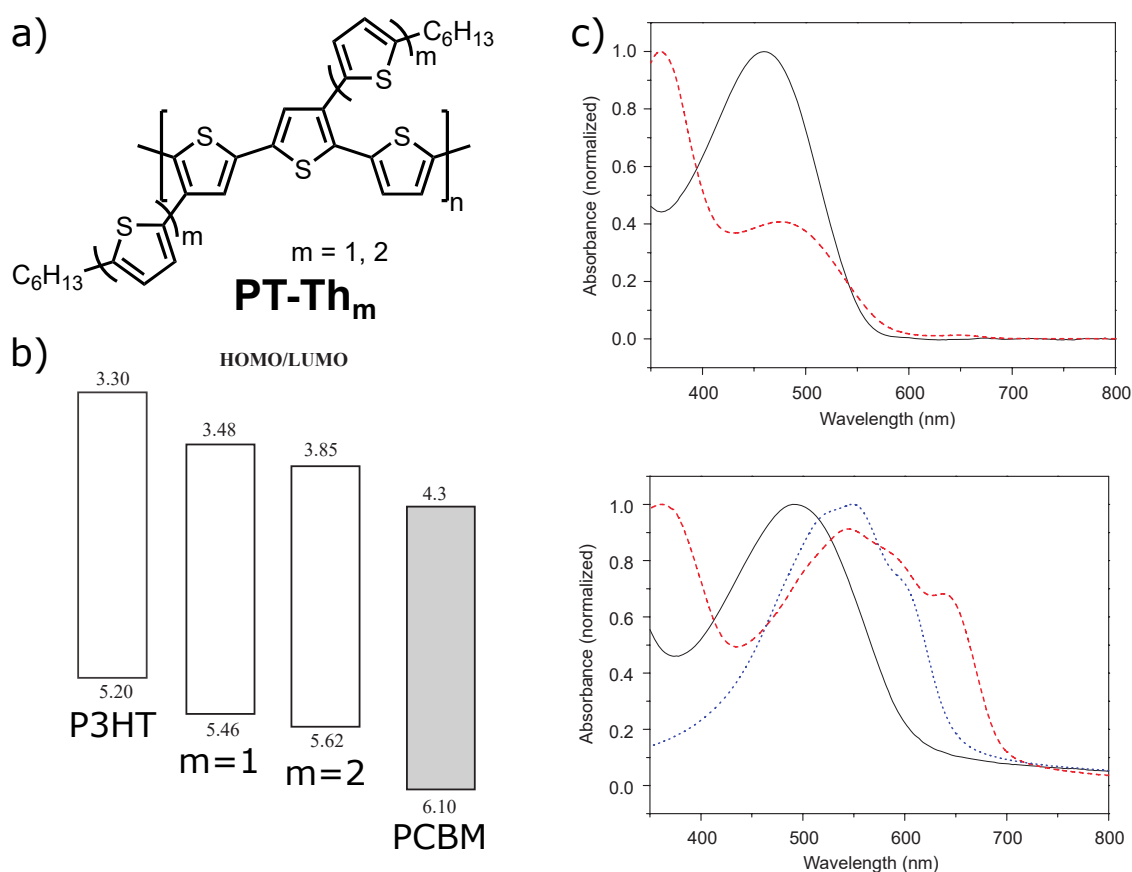 a)
S
m
C6H13
S
S
S
n
S
m
C6H13
m = 1, 2
PT-Thm
b)
HOMO/LUMO
3.30
3.48
3.85
4.3
5.20
5.46
5.62
6.10
P3HT
m=1
m=2
PCBM
c)
Absorbance (normalized)
1.0
0.8
0.6
0.4
0.2
0.0
400 500 600 700 800
Wavelength (nm)
Absorbance (normalized)
1.0
0.8
0.6
0.4
0.2
0.0
400 500 600 700 800
Wavelength (nm)